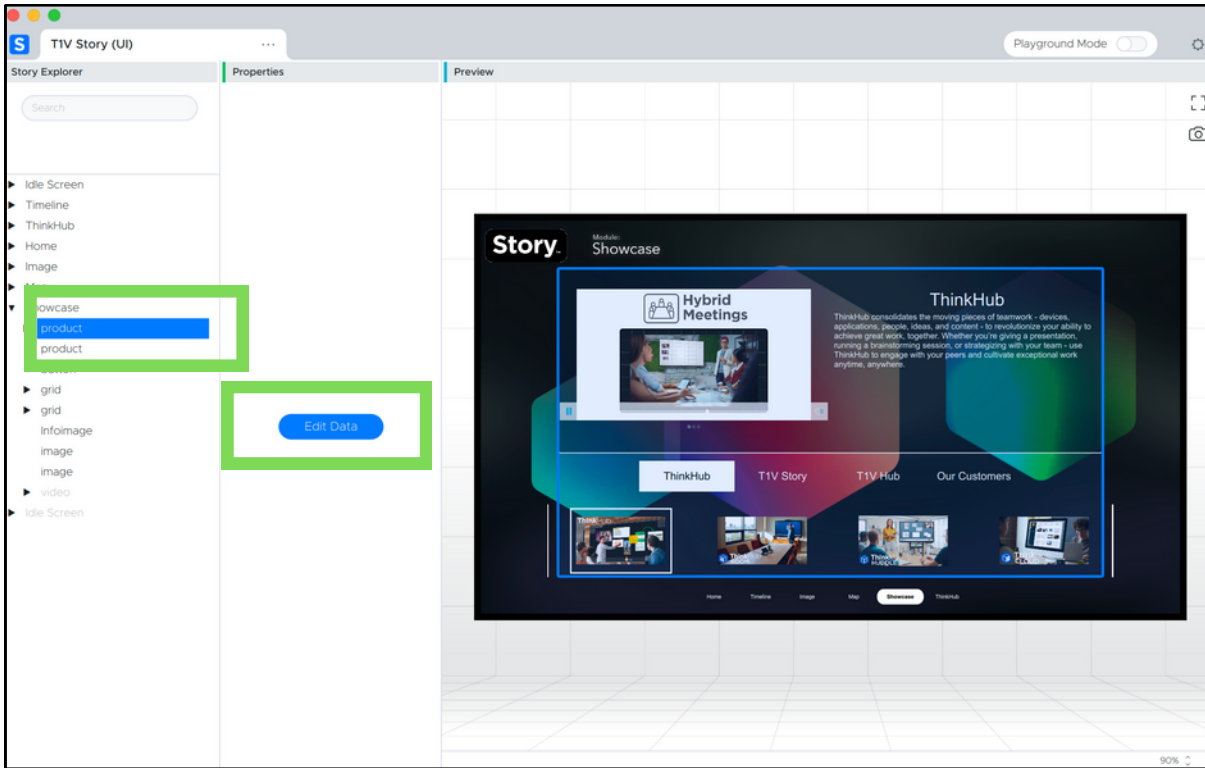 S
T1V Story (UI)
...
Playground Mode
Story Explorer
Properties
Preview
Search
Idle Screen
Timeline
ThinkHub
Home
Image
howcase
product
product
grid
grid
Infoimage
image
image
video
Idle Screen
Edit Data
Story
Module:
Showcase
Hybrid
Meetings
ThinkHub
ThinkHub consolidates the moving pieces of teamwork - devices,
applications, people, ideas, and content - to revolutionize your ability to
achieve great work, together. Whether you're giving a presentation,
running a brainstorming session, or strategizing with your team - use
ThinkHub to engage with your peers and cultivate exceptional work
anytime, anywhere.
ThinkHub
T1V Story
T1V Hub
Our Customers
Home
Timeline
Image
Map
Showcase
ThinkHub
90%